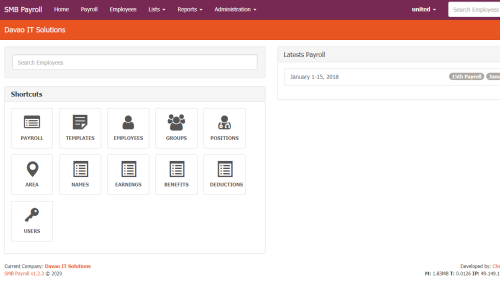 SMB Payroll Home Payroll Employees Lists Reports Administration united Search Employees
Davao IT Solutions
Search Employees
Latests Payroll
January 1-15, 2018 15th Payroll
Shortcuts
PAYROLL TEMPLATES EMPLOYEES GROUPS POSITIONS
AREA NAMES EARNINGS BENEFITS DEDUCTIONS
USERS
Current Company: Davao IT Solutions
Developed by:
SMB Payroll v1.2.3 © 2020
M: 1.83MB T: 0.0126 IP: 49.149.1